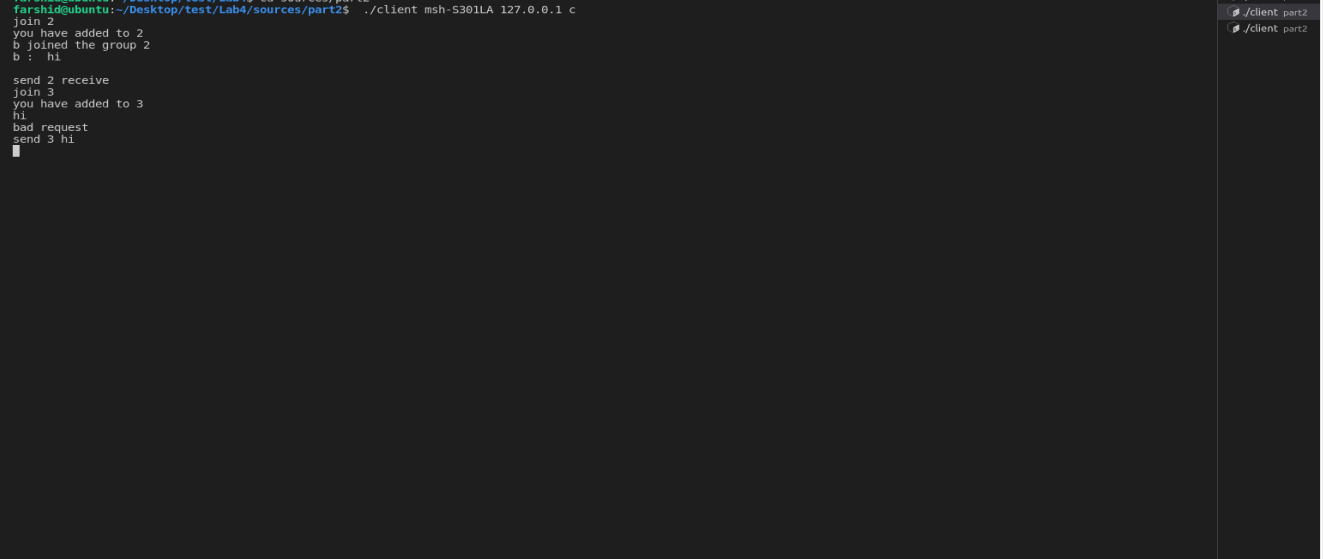 farshid@ubuntu:~/Desktop/test/Lab4/sources/part2$  ./client msh-S301LA 127.0.0.1 c
join 2
you have added to 2
b joined the group 2
b :  hi
send 2 receive
join 3
you have added to 3
hi
bad request
send 3 hi
./client part2
./client part2